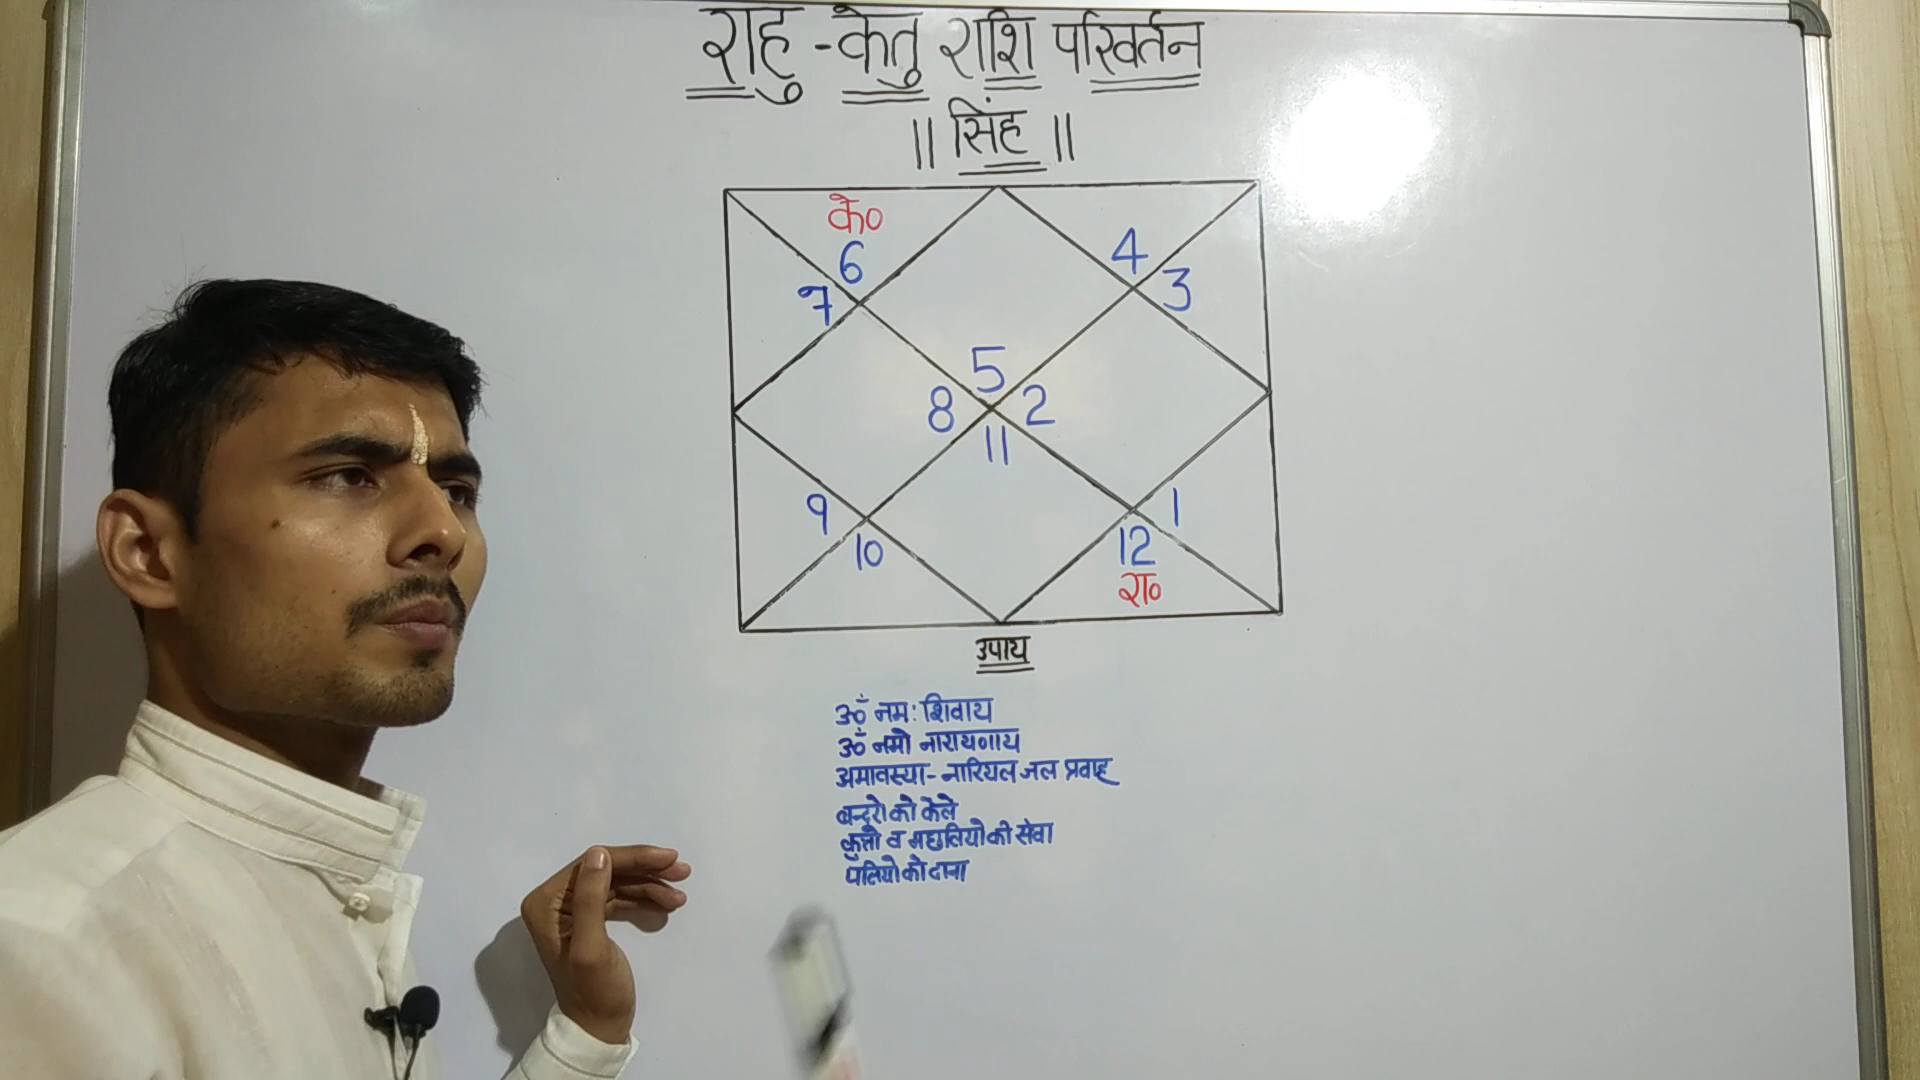 राहु - केतु राशि परिवर्तन
|| सिंह ||
के०
6
7
4
3
5
8
2
11
9
10
1
12
रा०
उपाय
ॐ नम: शिवाय
ॐ नमो नारायणाय
अमावस्या - नारियल जल प्रवाह
बन्दरो को केले
कुत्तो व मछलियो की सेवा
को दाना